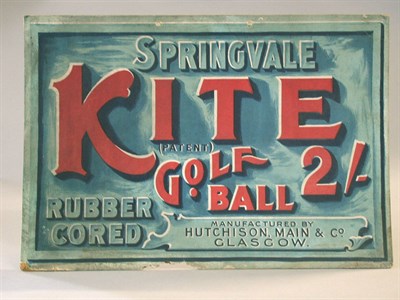 SPRINGVALE
KITE
(PATENT)
GOLF
BALL 2/-
RUBBER
CORED
MANUFACTURED BY
HUTCHISON, MAIN & Co.
GLASGOW.